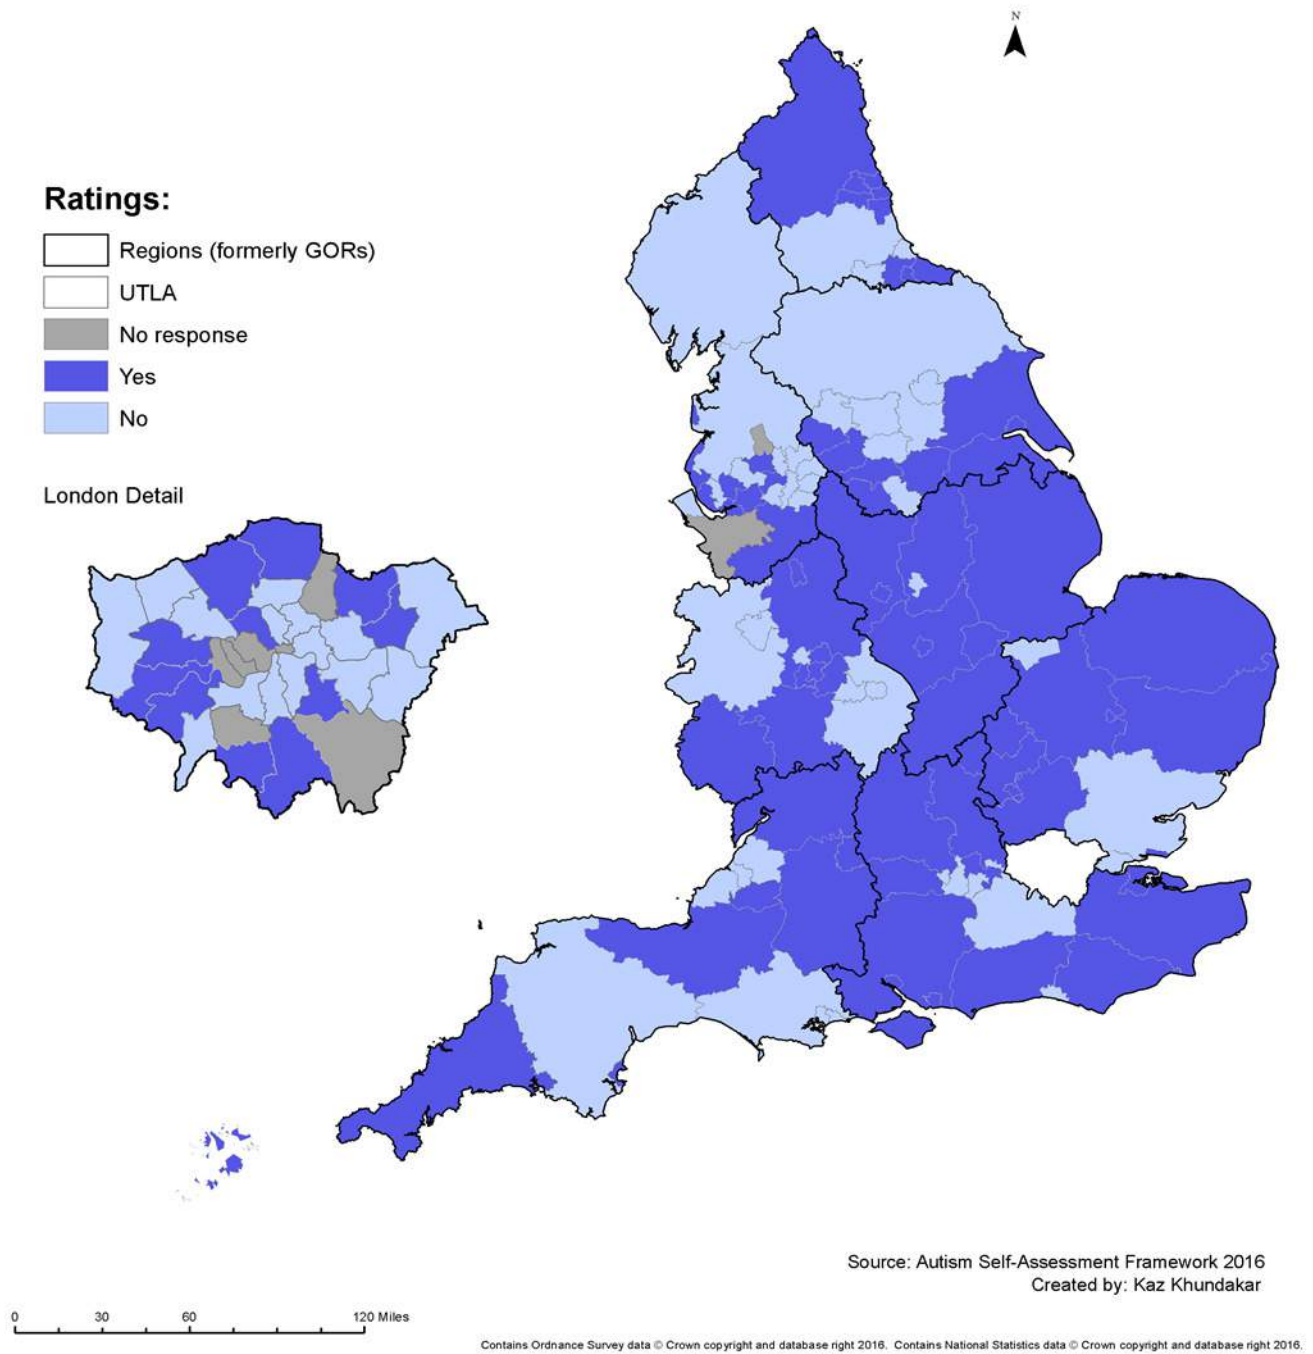 N
Ratings:
Regions (formerly GORs)
UTLA
No response
Yes
No
London Detail
Source: Autism Self-Assessment Framework 2016
Created by: Kaz Khundakar
0 30 60 120 Miles
Contains Ordnance Survey data © Crown copyright and database right 2016. Contains National Statistics data © Crown copyright and database right 2016.